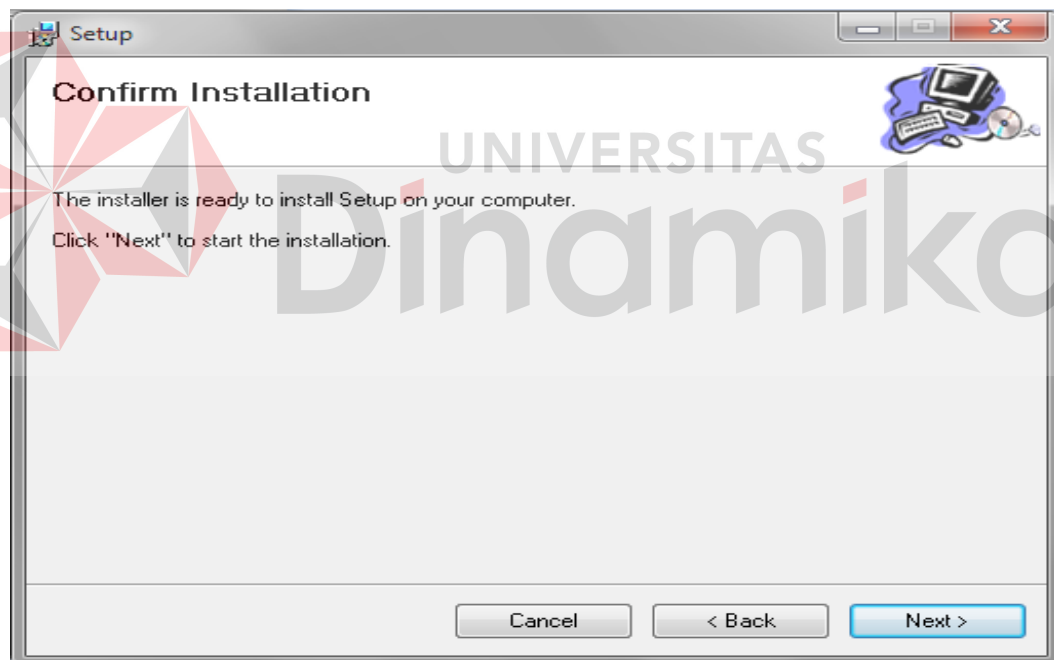 Setup
Confirm Installation
UNIVERSITAS
Dinamika
The installer is ready to install Setup on your computer.
Click "Next" to start the installation.
Cancel
< Back
Next >